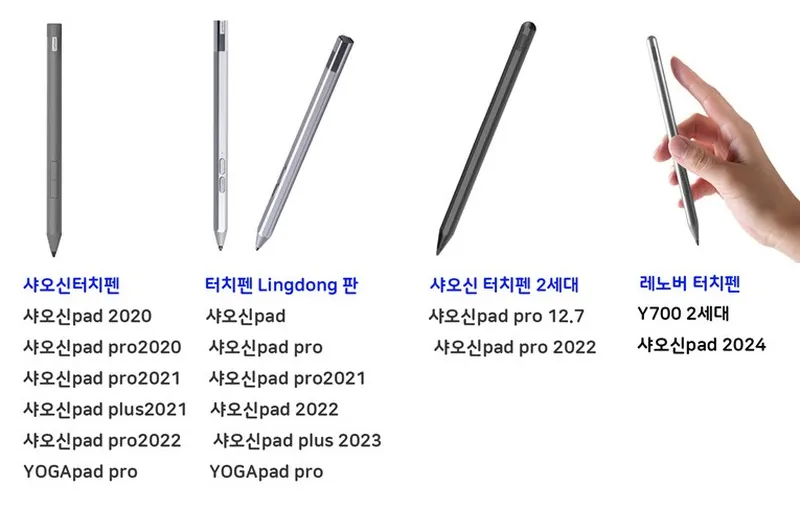 샤오신터치펜
샤오신pad 2020
샤오신pad pro2020
샤오신pad pro2021
샤오신pad plus2021
샤오신pad pro2022
YOGApad pro
터치펜 Lingdong 판
샤오신pad
샤오신pad pro
샤오신pad pro2021
샤오신pad 2022
샤오신pad plus 2023
YOGApad pro
샤오신 터치펜 2세대
샤오신pad pro 12.7
샤오신pad pro 2022
레노버 터치펜
Y700 2세대
샤오신pad 2024